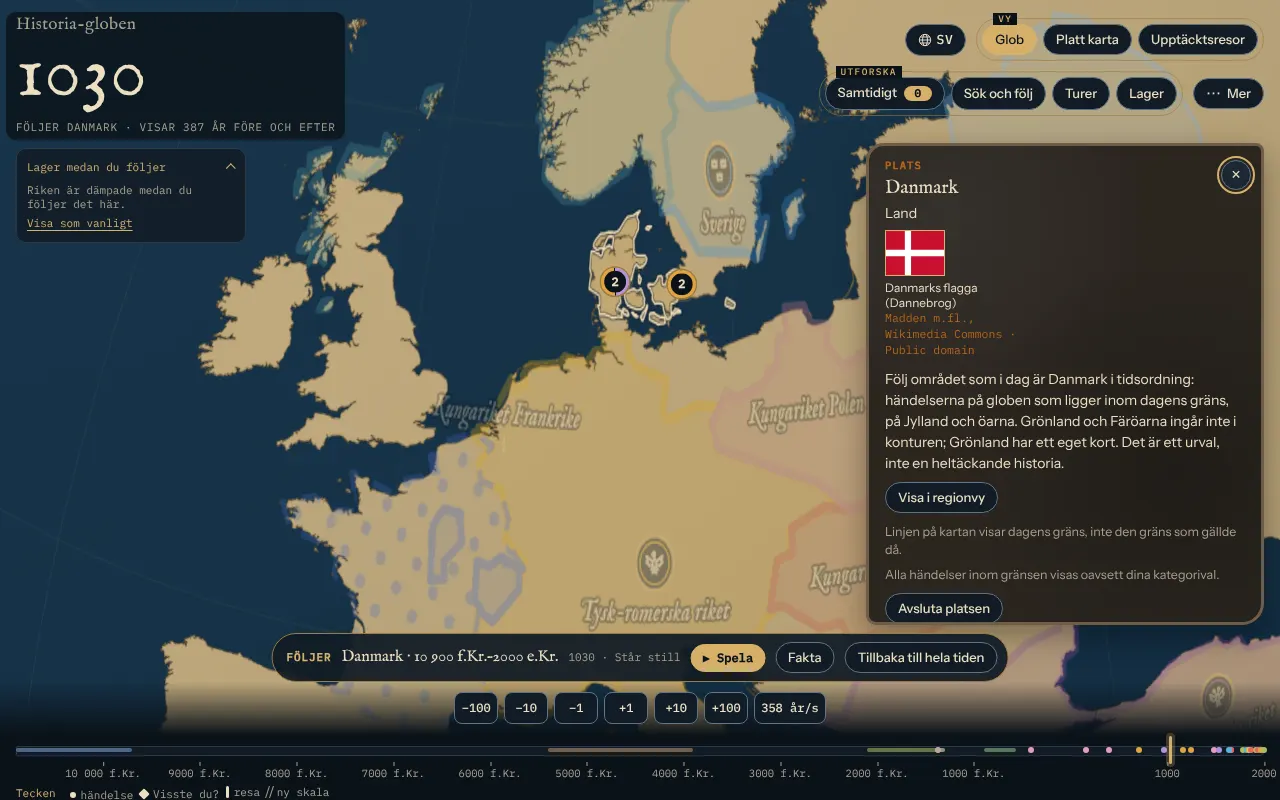 Historia-globen
1030
FÖLJER DANMARK · VISAR 387 ÅR FÖRE OCH EFTER
Lager medan du följer
Riken är dämpade medan du
följer det här.
Visa som vanligt
SV
VY
Glob
Platt karta
Upptäcktsresor
UTFORSKA
Samtidigt 0
Sök och följ
Turer
Lager
··· Mer
PLATS
Danmark
×
Land
Danmarks flagga
(Dannebrog)
Madden m.fl.,
Wikimedia Commons ·
Public domain
Följ området som i dag är Danmark i tidsordning:
händelserna på globen som ligger inom dagens gräns,
på Jylland och öarna. Grönland och Färöarna ingår inte i
konturen; Grönland har ett eget kort. Det är ett urval,
inte en heltäckande historia.
Visa i regionvy
Linjen på kartan visar dagens gräns, inte den gräns som gällde
då.
Alla händelser inom gränsen visas oavsett dina kategorival.
Avsluta platsen
Sverige
2
2
Kungariket Frankrike
Kungariket Polen
Kungar
Tysk-romerska riket
FÖLJER Danmark · 10 900 f.Kr.–2000 e.Kr. 1030 · Står still
▶ Spela
Fakta
Tillbaka till hela tiden
−100
−10
−1
+1
+10
+100
358 år/s
10 000 f.Kr.
9000 f.Kr.
8000 f.Kr.
7000 f.Kr.
6000 f.Kr.
5000 f.Kr.
4000 f.Kr.
3000 f.Kr.
2000 f.Kr.
1000 f.Kr.
1000
2000
Tecken
händelse
Visste du?
resa
// ny skala